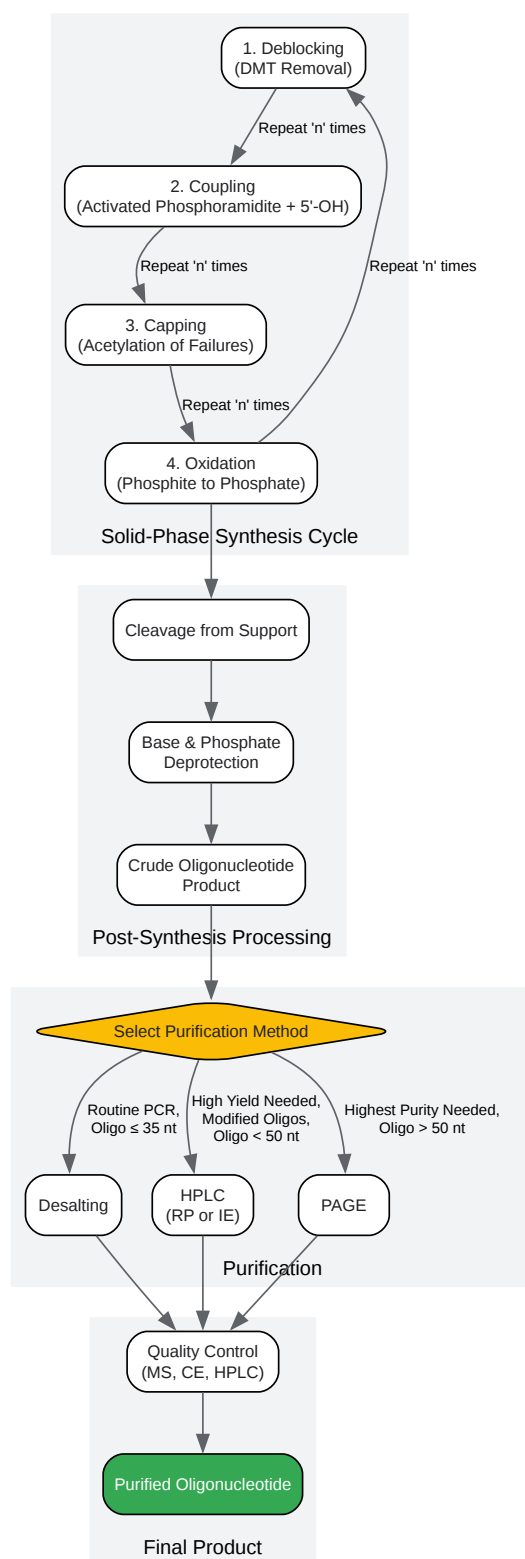 1. Deblocking
(DMT Removal)
Repeat 'n' times
2. Coupling
(Activated Phosphoramidite + 5'-OH)
Repeat 'n' times
Repeat 'n' times
3. Capping
(Acetylation of Failures)
Repeat 'n' times
4. Oxidation
(Phosphite to Phosphate)
Solid-Phase Synthesis Cycle
Cleavage from Support
Base & Phosphate
Deprotection
Crude Oligonucleotide
Product
Post-Synthesis Processing
Select Purification Method
Routine PCR,
Oligo ≤ 35 nt
High Yield Needed,
Modified Oligos,
Oligo < 50 nt
Highest Purity Needed,
Oligo > 50 nt
Desalting
HPLC
(RP or IE)
PAGE
Purification
Quality Control
(MS, CE, HPLC)
Purified Oligonucleotide
Final Product